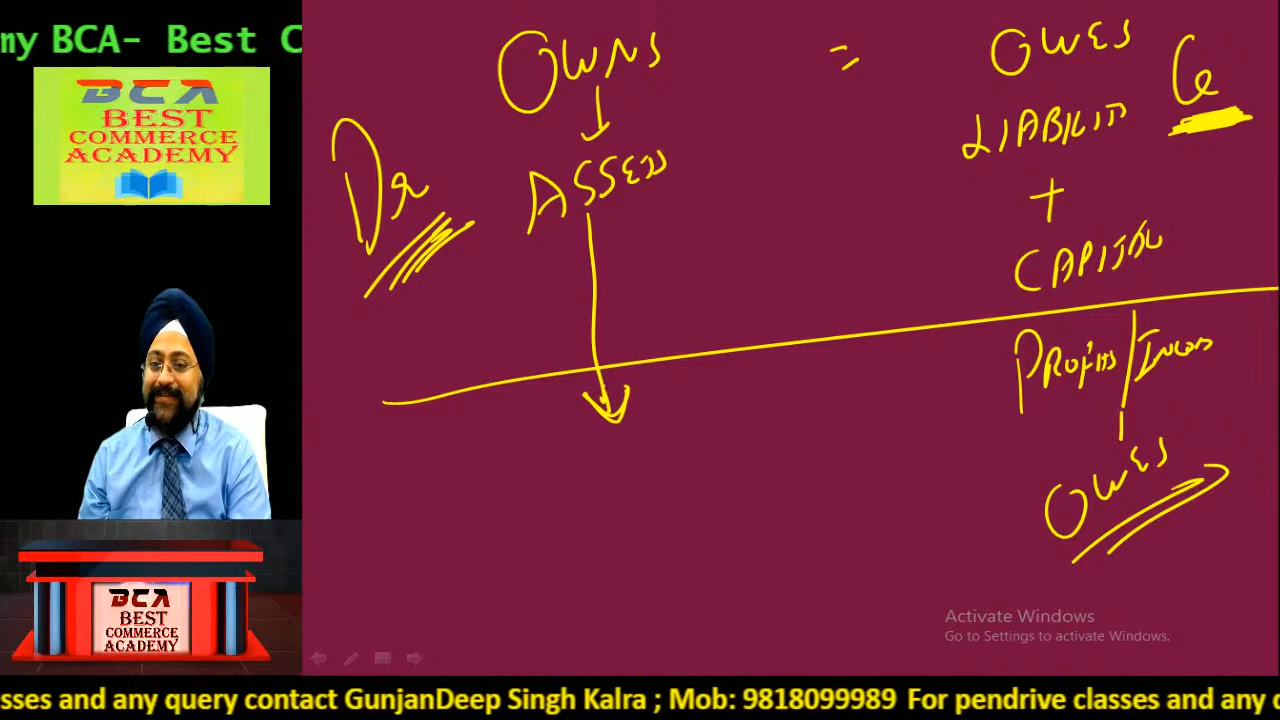 my BCA- Best C
BCA
BEST
COMMERCE
ACADEMY
OWNS = OWES
Dr ASSETS LIABILITI Cr
+
CAPITAL
PROfits / Incomes
OWES
BCA
BEST
COMMERCE
ACADEMY
Activate Windows
Go to Settings to activate Windows.
sses and any query contact GunjanDeep Singh Kalra ; Mob: 9818099989 For pendrive classes and any c